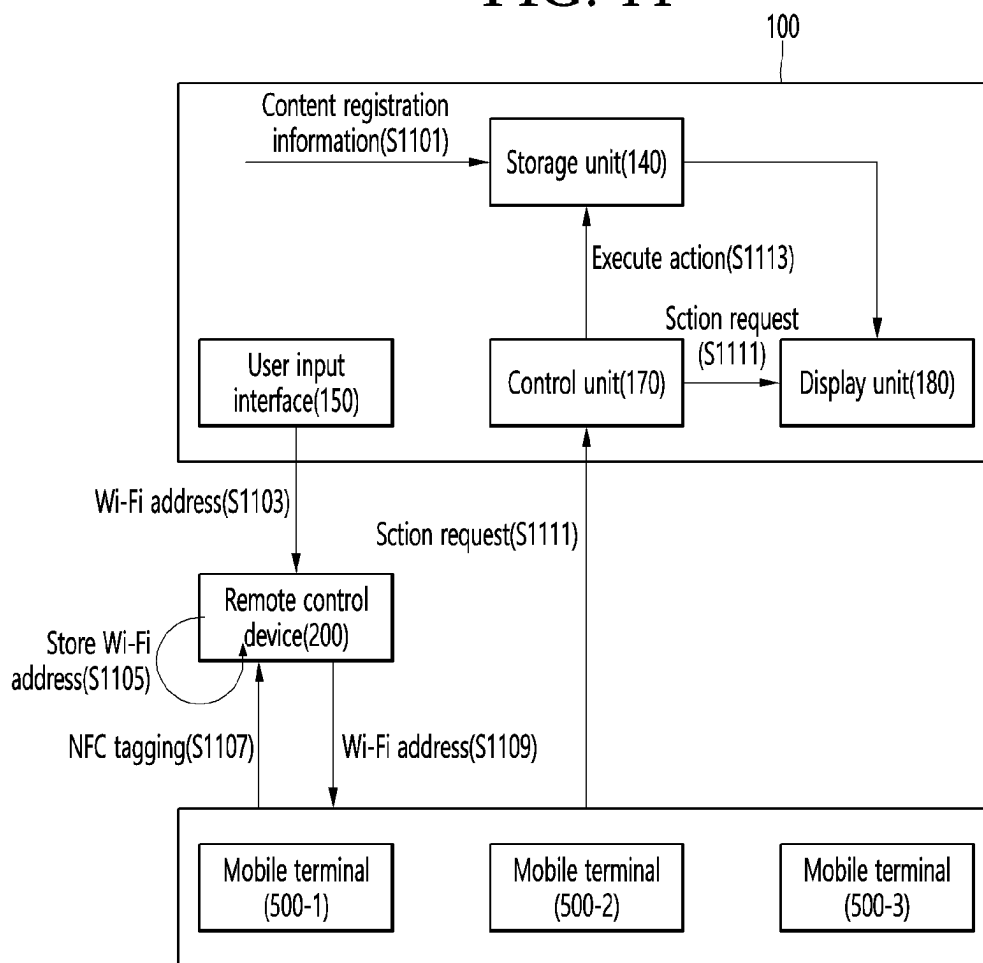 FIG. 11
100
Content registration
information(S1101)
Storage unit(140)
Execute action(S1113)
Sction request
(S1111)
User input
interface(150)
Control unit(170)
Display unit(180)
Wi-Fi address(S1103)
Sction request(S1111)
Remote control
device(200)
Store Wi-Fi
address(S1105)
NFC tagging(S1107)
Wi-Fi address(S1109)
Mobile terminal
(500-1)
Mobile terminal
(500-2)
Mobile terminal
(500-3)